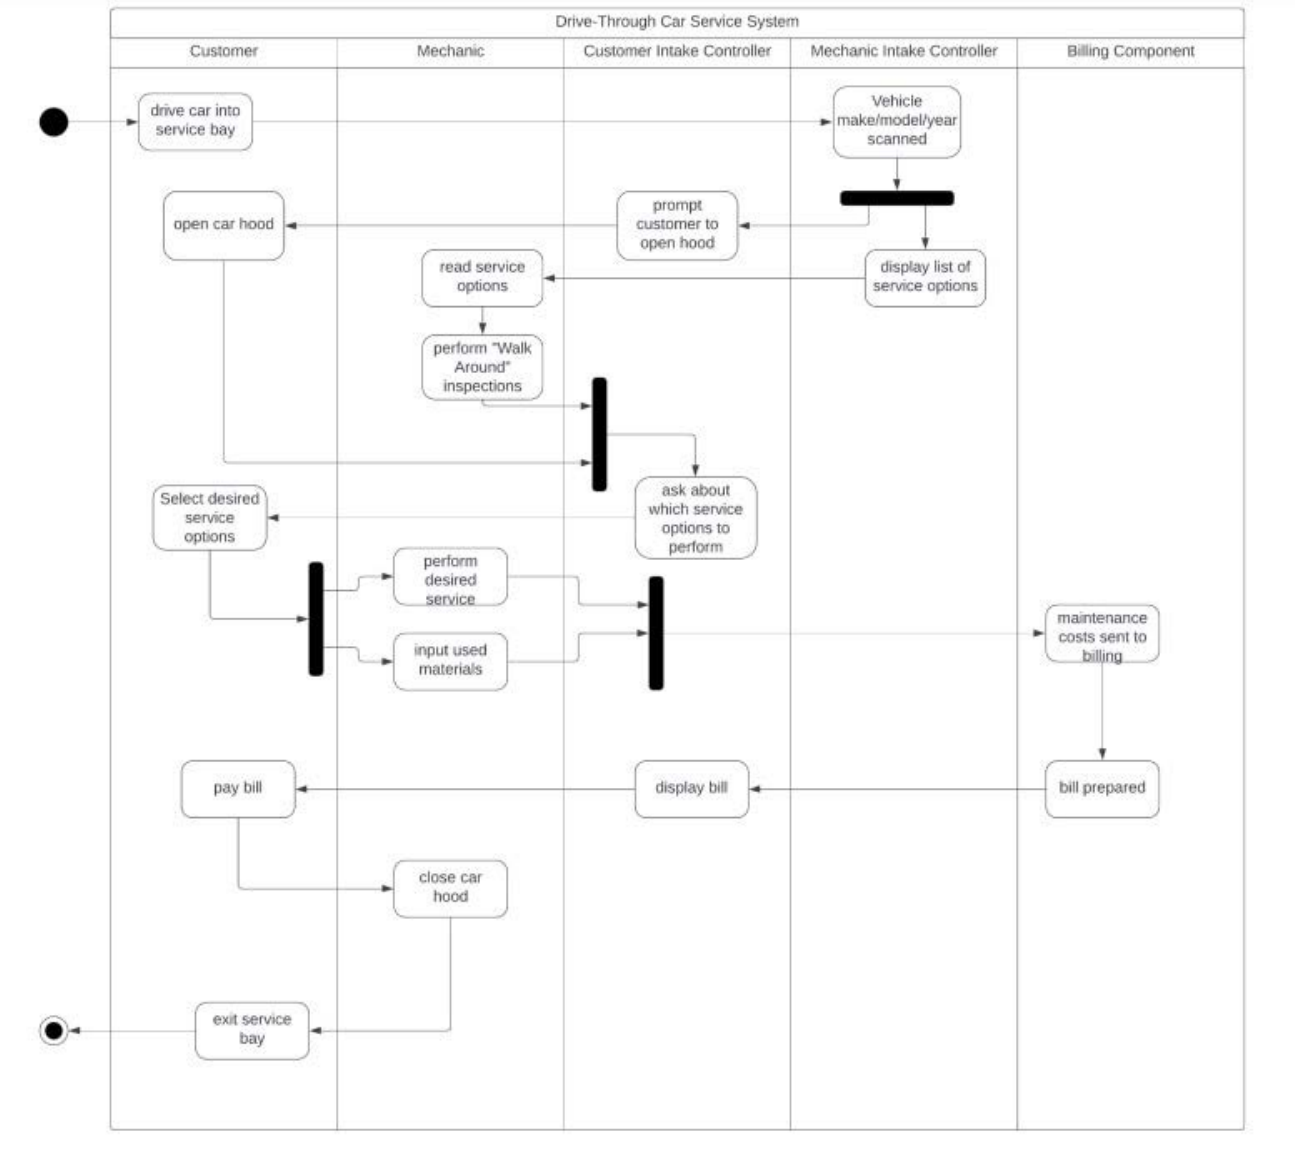 Drive-Through Car Service System
Customer
Mechanic
Customer Intake Controller
Mechanic Intake Controller
Billing Component
drive car into
service bay
Vehicle
make/model/year
scanned
open car hood
prompt
customer to
open hood
read service
options
display list of
service options
perform "Walk
Around"
inspections
Select desired
service
options
ask about
which service
options to
perform
perform
desired
service
input used
materials
maintenance
costs sent to
billing
pay bill
display bill
bill prepared
close car
hood
exit service
bay